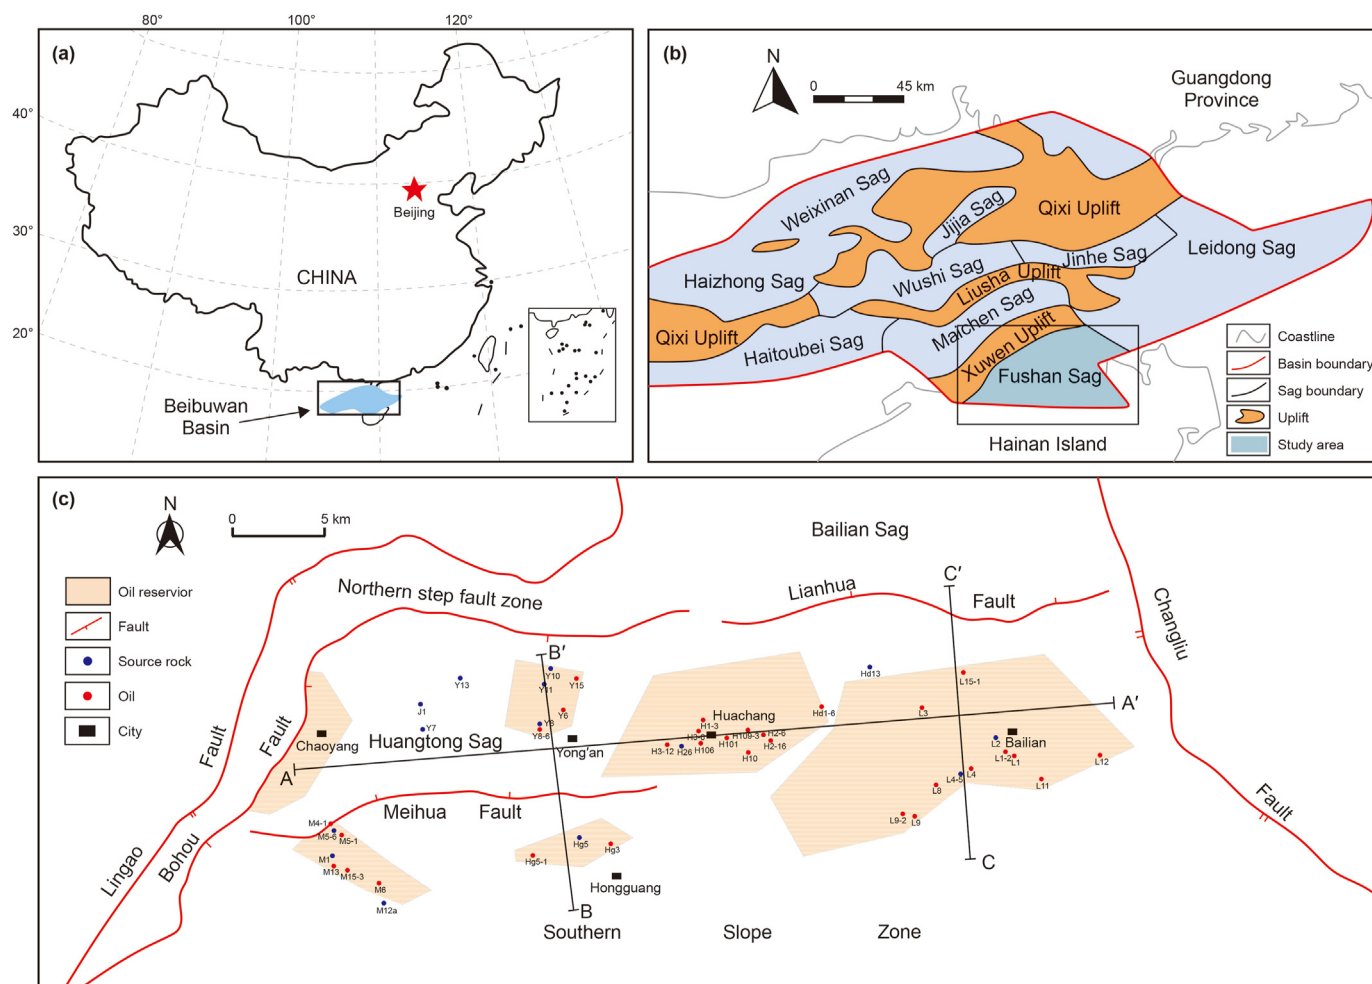 80°
100°
120°
(a)
40°
30°
20°
Beijing
CHINA
Beibuwan
Basin
(b)
N
0
45 km
Guangdong
Province
Weixinan Sag
Jijia Sag
Qixi Uplift
Leidong Sag
Jinhe Sag
Wushi Sag
Haizhong Sag
Liusha Uplift
Maichen Sag
Qixi Uplift
Haitoubei Sag
Xuwen Uplift
Fushan Sag
Hainan Island
Coastline
Basin boundary
Sag boundary
Uplift
Study area
(c)
N
0
5 km
Oil reservior
Fault
Source rock
Oil
City
Bailian Sag
Northern step fault zone
Lianhua
Fault
C'
Changliu
Fault
B'
Y10
Y11
Y15
Y13
Y6
Y8
Y8-6
J1
Y7
Yong'an
Chaoyang
Huangtong Sag
Fault
Fault
A
Huachang
H1-3
H3-8
H109-3
H2-6
H3-12
H26
H106
H101
H2-16
H10
Hd1-6
Hd13
L15-1
L3
A'
L2
Bailian
L1-2
L1
L12
L4
L4-5
L8
L11
L9-2
L9
Meihua
Fault
M4-1
M5-6
M5-1
M1
M13
M15-3
M6
M12a
Hg5
Hg3
Hg5-1
Hongguang
B
C
Lingao
Bohou
Southern
Slope
Zone